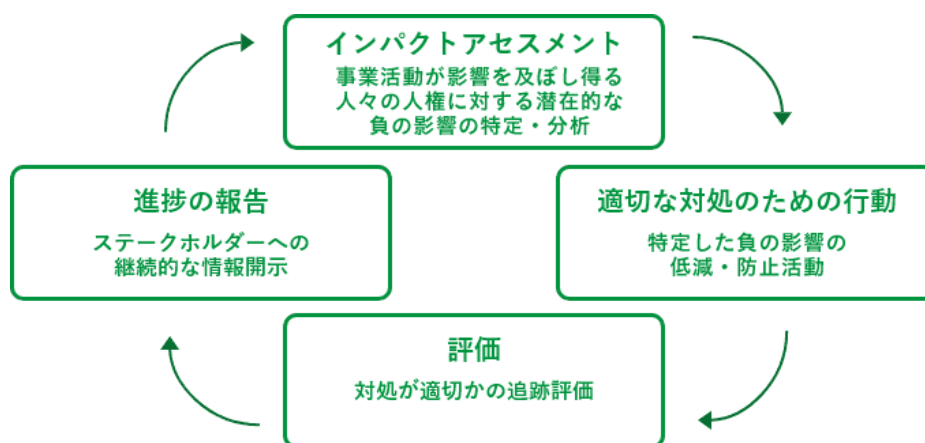 インパクトアセスメント
事業活動が影響を及ぼし得る
人々の人権に対する潜在的な
負の影響の特定・分析
進捗の報告
ステークホルダーへの
継続的な情報開示
適切な対処のための行動
特定した負の影響の
低減・防止活動
評価
対処が適切かの追跡評価